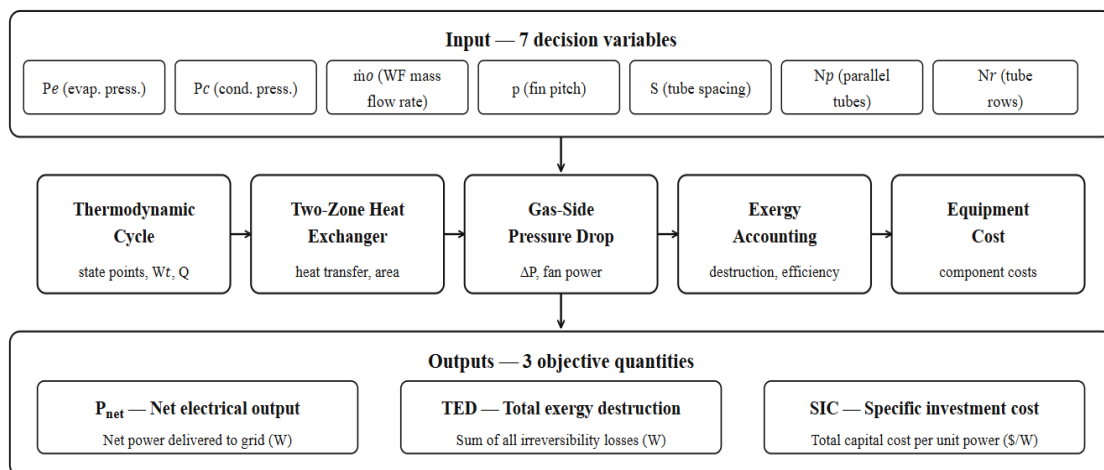 Input — 7 decision variables
Pe (evap. press.)
Pc (cond. press.)
ṁo (WF mass
flow rate)
p (fin pitch)
S (tube spacing)
Np (parallel
tubes)
Nr (tube
rows)
Thermodynamic
Cycle
state points, Wt, Q
Two-Zone Heat
Exchanger
heat transfer, area
Gas-Side
Pressure Drop
ΔP, fan power
Exergy
Accounting
destruction, efficiency
Equipment
Cost
component costs
Outputs — 3 objective quantities
Pnet — Net electrical output
Net power delivered to grid (W)
TED — Total exergy destruction
Sum of all irreversibility losses (W)
SIC — Specific investment cost
Total capital cost per unit power ($/W)